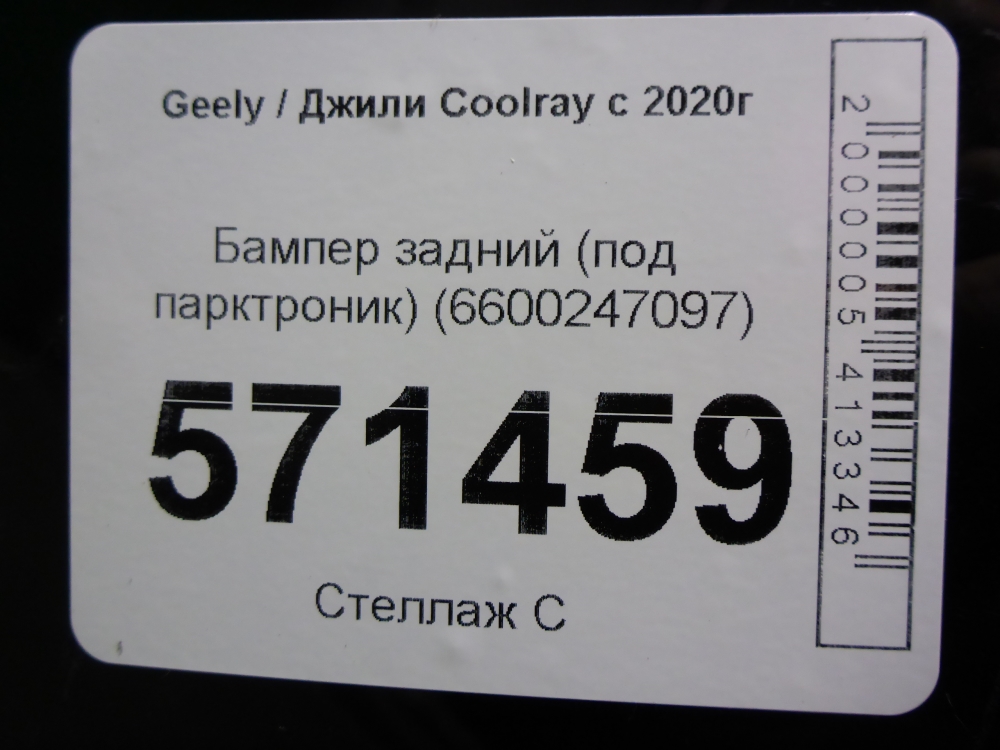 Geely / Джили Coolray с 2020г
Бампер задний (под
парктроник) (6600247097)
571459
Стеллаж С
2000005413346